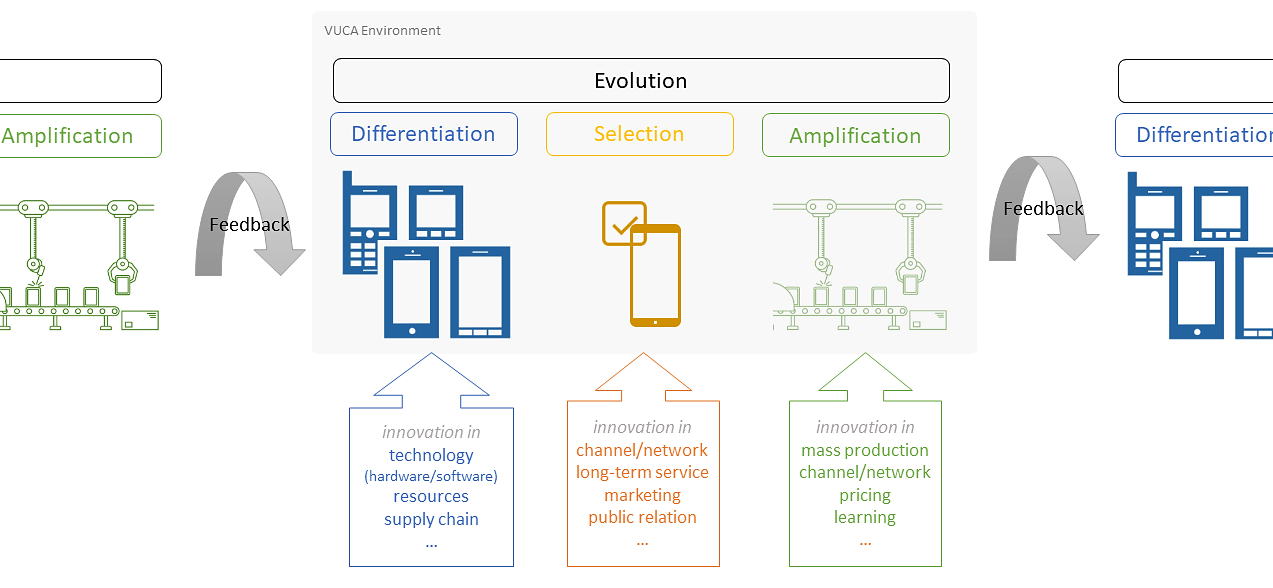 VUCA Environment
Evolution
Amplification
Differentiation
Selection
Amplification
Differentiation
Feedback
Feedback
innovation in
technology
(hardware/software)
resources
supply chain
...
innovation in
channel/network
long-term service
marketing
public relation
...
innovation in
mass production
channel/network
pricing
learning
...